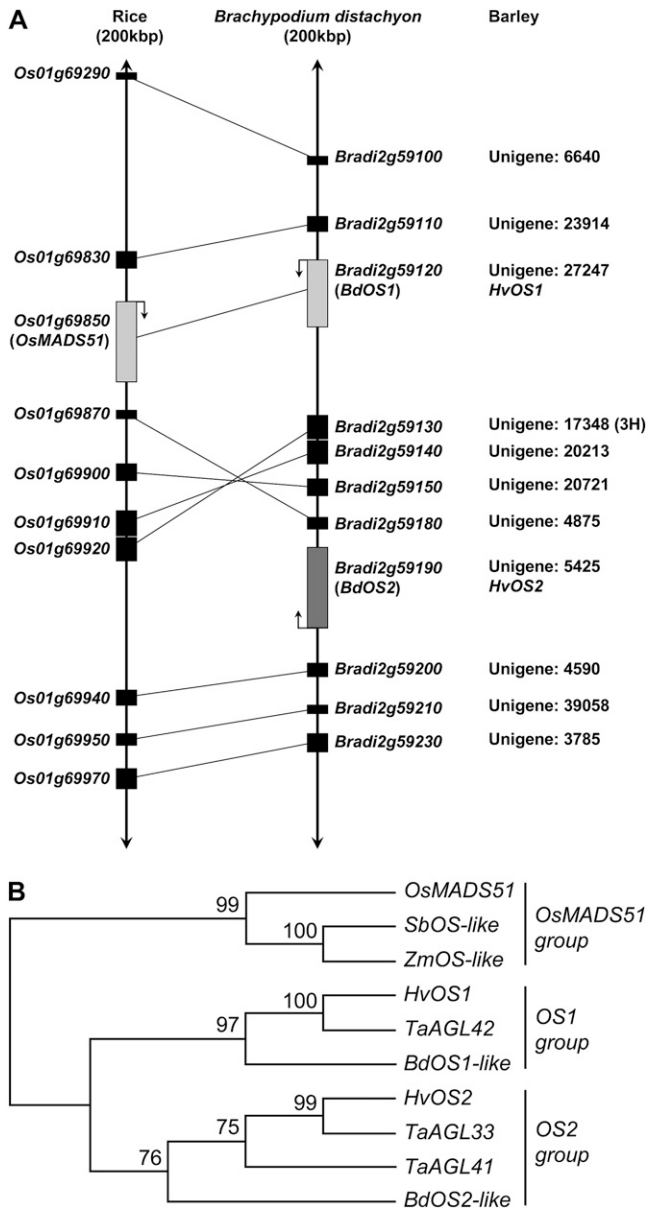 A
Rice
(200kbp)
Brachypodium distachyon
(200kbp)
Barley
Os01g69290
Bradi2g59100
Unigene: 6640
Bradi2g59110
Unigene: 23914
Os01g69830
Bradi2g59120
(BdOS1)
Unigene: 27247
HvOS1
Os01g69850
(OsMADS51)
Os01g69870
Bradi2g59130
Unigene: 17348 (3H)
Bradi2g59140
Unigene: 20213
Os01g69900
Bradi2g59150
Unigene: 20721
Os01g69910
Bradi2g59180
Unigene: 4875
Os01g69920
Bradi2g59190
(BdOS2)
Unigene: 5425
HvOS2
Bradi2g59200
Unigene: 4590
Os01g69940
Bradi2g59210
Unigene: 39058
Os01g69950
Bradi2g59230
Unigene: 3785
Os01g69970
B
99
100
OsMADS51
SbOS-like
ZmOS-like
OsMADS51
group
97
100
HvOS1
TaAGL42
BdOS1-like
OS1
group
76
75
99
HvOS2
TaAGL33
TaAGL41
BdOS2-like
OS2
group